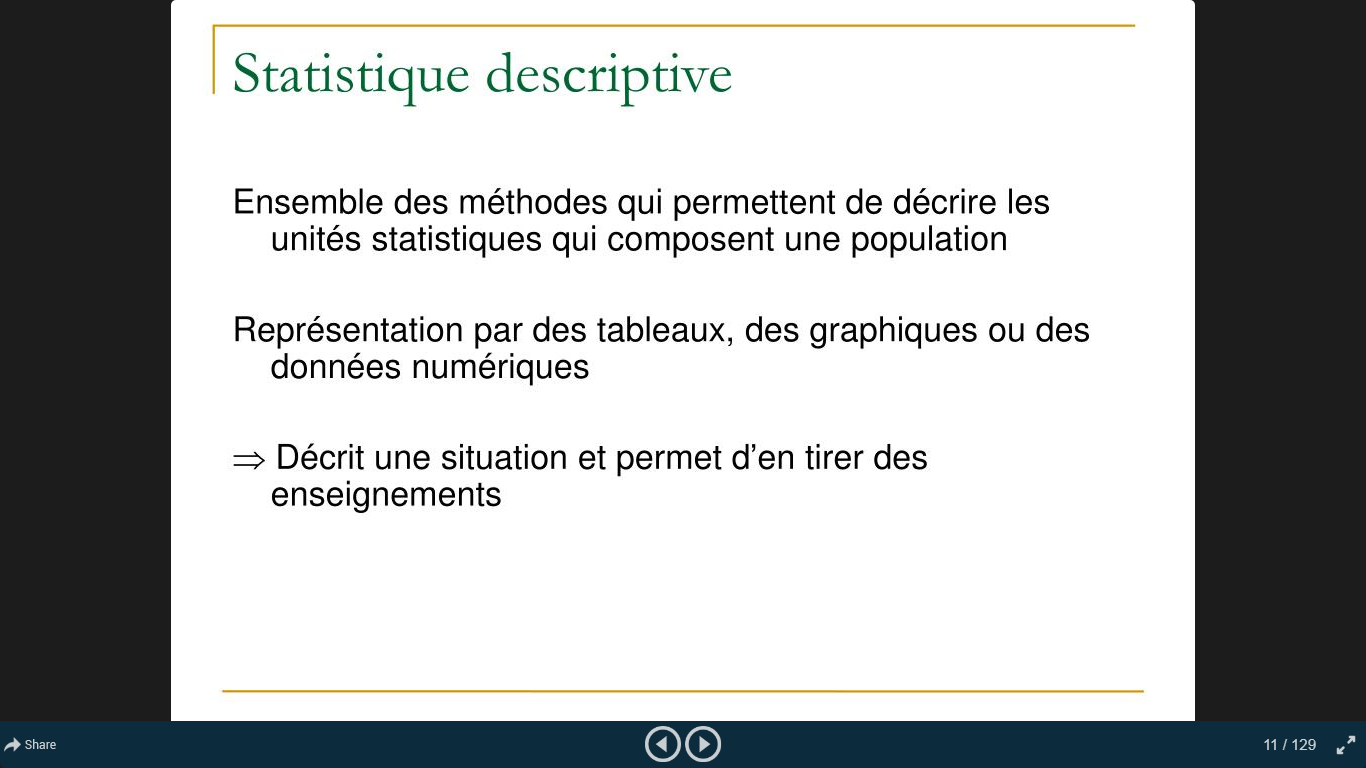 Statistique descriptive
Ensemble des méthodes qui permettent de décrire les
unités statistiques qui composent une population
Représentation par des tableaux, des graphiques ou des
données numériques
⇒ Décrit une situation et permet d’en tirer des
enseignements
Share
11 / 129